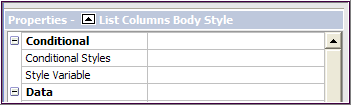 Properties - List Columns Body Style
Conditional
Conditional Styles
Style Variable
Data